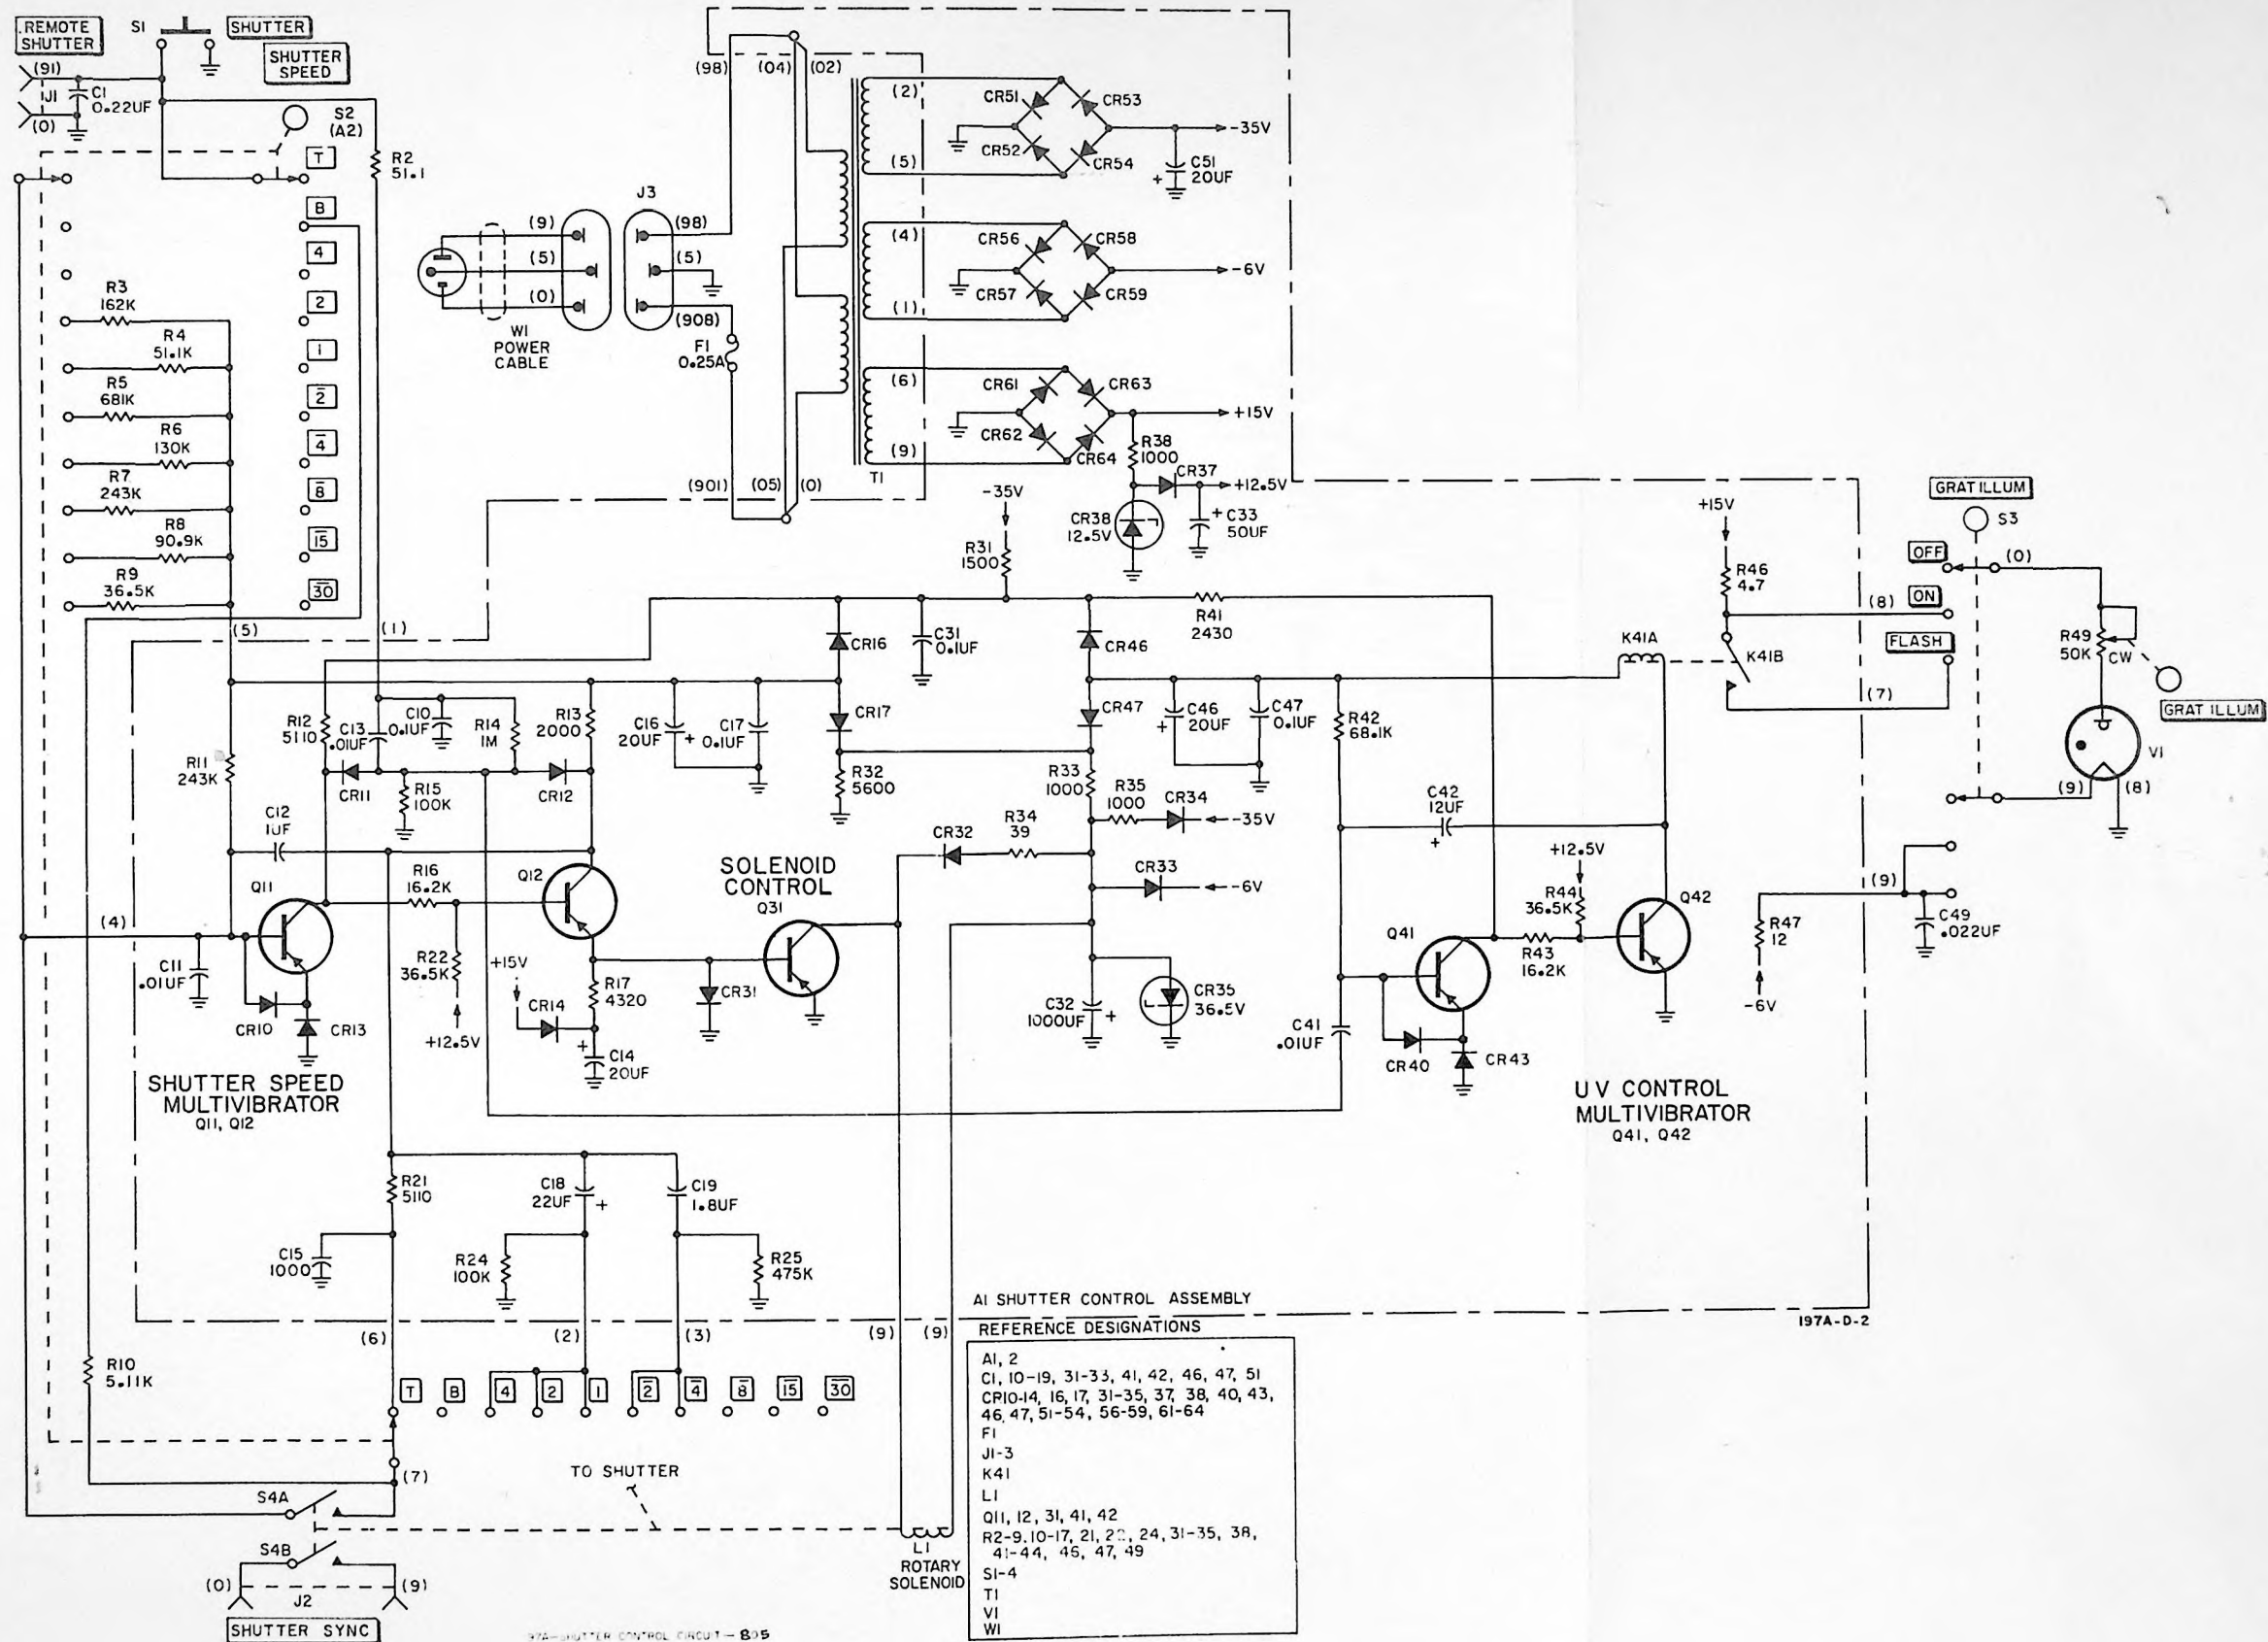 REMOTE
SHUTTER
S1
SHUTTER
SHUTTER
SPEED
(91)
J1
C1
0.22UF
(0)
S2
(A2)
T
R2
51.1
B
4
2
1
2̅
4̅
8̅
15̅
30̅
R3
162K
R4
51.1K
R5
681K
R6
130K
R7
243K
R8
90.9K
R9
36.5K
(5)
(1)
(9)
(5)
(0)
W1
POWER
CABLE
J3
(98)
(5)
(908)
F1
0.25A
(98)
(04)
(02)
(901)
(05)
(0)
T1
(2)
(5)
(4)
(1)
(6)
(9)
CR51
CR53
CR52
CR54
-35V
C51
+
20UF
CR56
CR58
CR57
CR59
-6V
CR61
CR63
CR62
CR64
+15V
R38
1000
CR37
+12.5V
CR38
12.5V
+
C33
50UF
-35V
R31
1500
+15V
R46
4.7
GRAT ILLUM
S3
OFF
(0)
(8)
ON
FLASH
(7)
R49
50K
CW
GRAT ILLUM
V1
(9)
(8)
K41A
K41B
R41
2430
CR16
C31
0.1UF
CR46
CR17
CR47
R12
5110
C13
.01UF
C10
0.1UF
R14
1M
R13
2000
C16
20UF
+
C17
0.1UF
C46
20UF
+
C47
0.1UF
R42
68.1K
R11
243K
CR11
R15
100K
CR12
R32
5600
R33
1000
R35
1000
CR34
-35V
C12
1UF
R34
39
CR32
CR33
-6V
C42
12UF
+
+12.5V
R44
36.5K
Q42
Q11
R16
16.2K
Q12
SOLENOID
CONTROL
Q31
(4)
C11
.01UF
R22
36.5K
+12.5V
+15V
CR14
R17
4320
+
C14
20UF
CR31
CR10
CR13
C32
1000UF
+
CR35
36.5V
C41
.01UF
Q41
R43
16.2K
CR40
CR43
R47
12
-6V
(9)
C49
.022UF
SHUTTER SPEED
MULTIVIBRATOR
Q11, Q12
UV CONTROL
MULTIVIBRATOR
Q41, Q42
R21
5110
C18
22UF
+
C19
1.8UF
C15
1000
R24
100K
R25
475K
A1 SHUTTER CONTROL ASSEMBLY
197A-D-2
(6)
(2)
(3)
(9)
(9)
R10
5.11K
T
B
4
2
1
2̅
4̅
8̅
15̅
30̅
(7)
TO SHUTTER
S4A
S4B
(0)
(9)
J2
SHUTTER SYNC
L1
ROTARY
SOLENOID
REFERENCE DESIGNATIONS
A1, 2
C1, 10-19, 31-33, 41, 42, 46, 47, 51
CR10-14, 16, 17, 31-35, 37, 38, 40, 43,
46, 47, 51-54, 56-59, 61-64
F1
J1-3
K41
L1
Q11, 12, 31, 41, 42
R2-9, 10-17, 21, 22, 24, 31-35, 38,
41-44, 46, 47, 49
S1-4
T1
V1
W1
SHUTTER CONTROL CIRCUIT